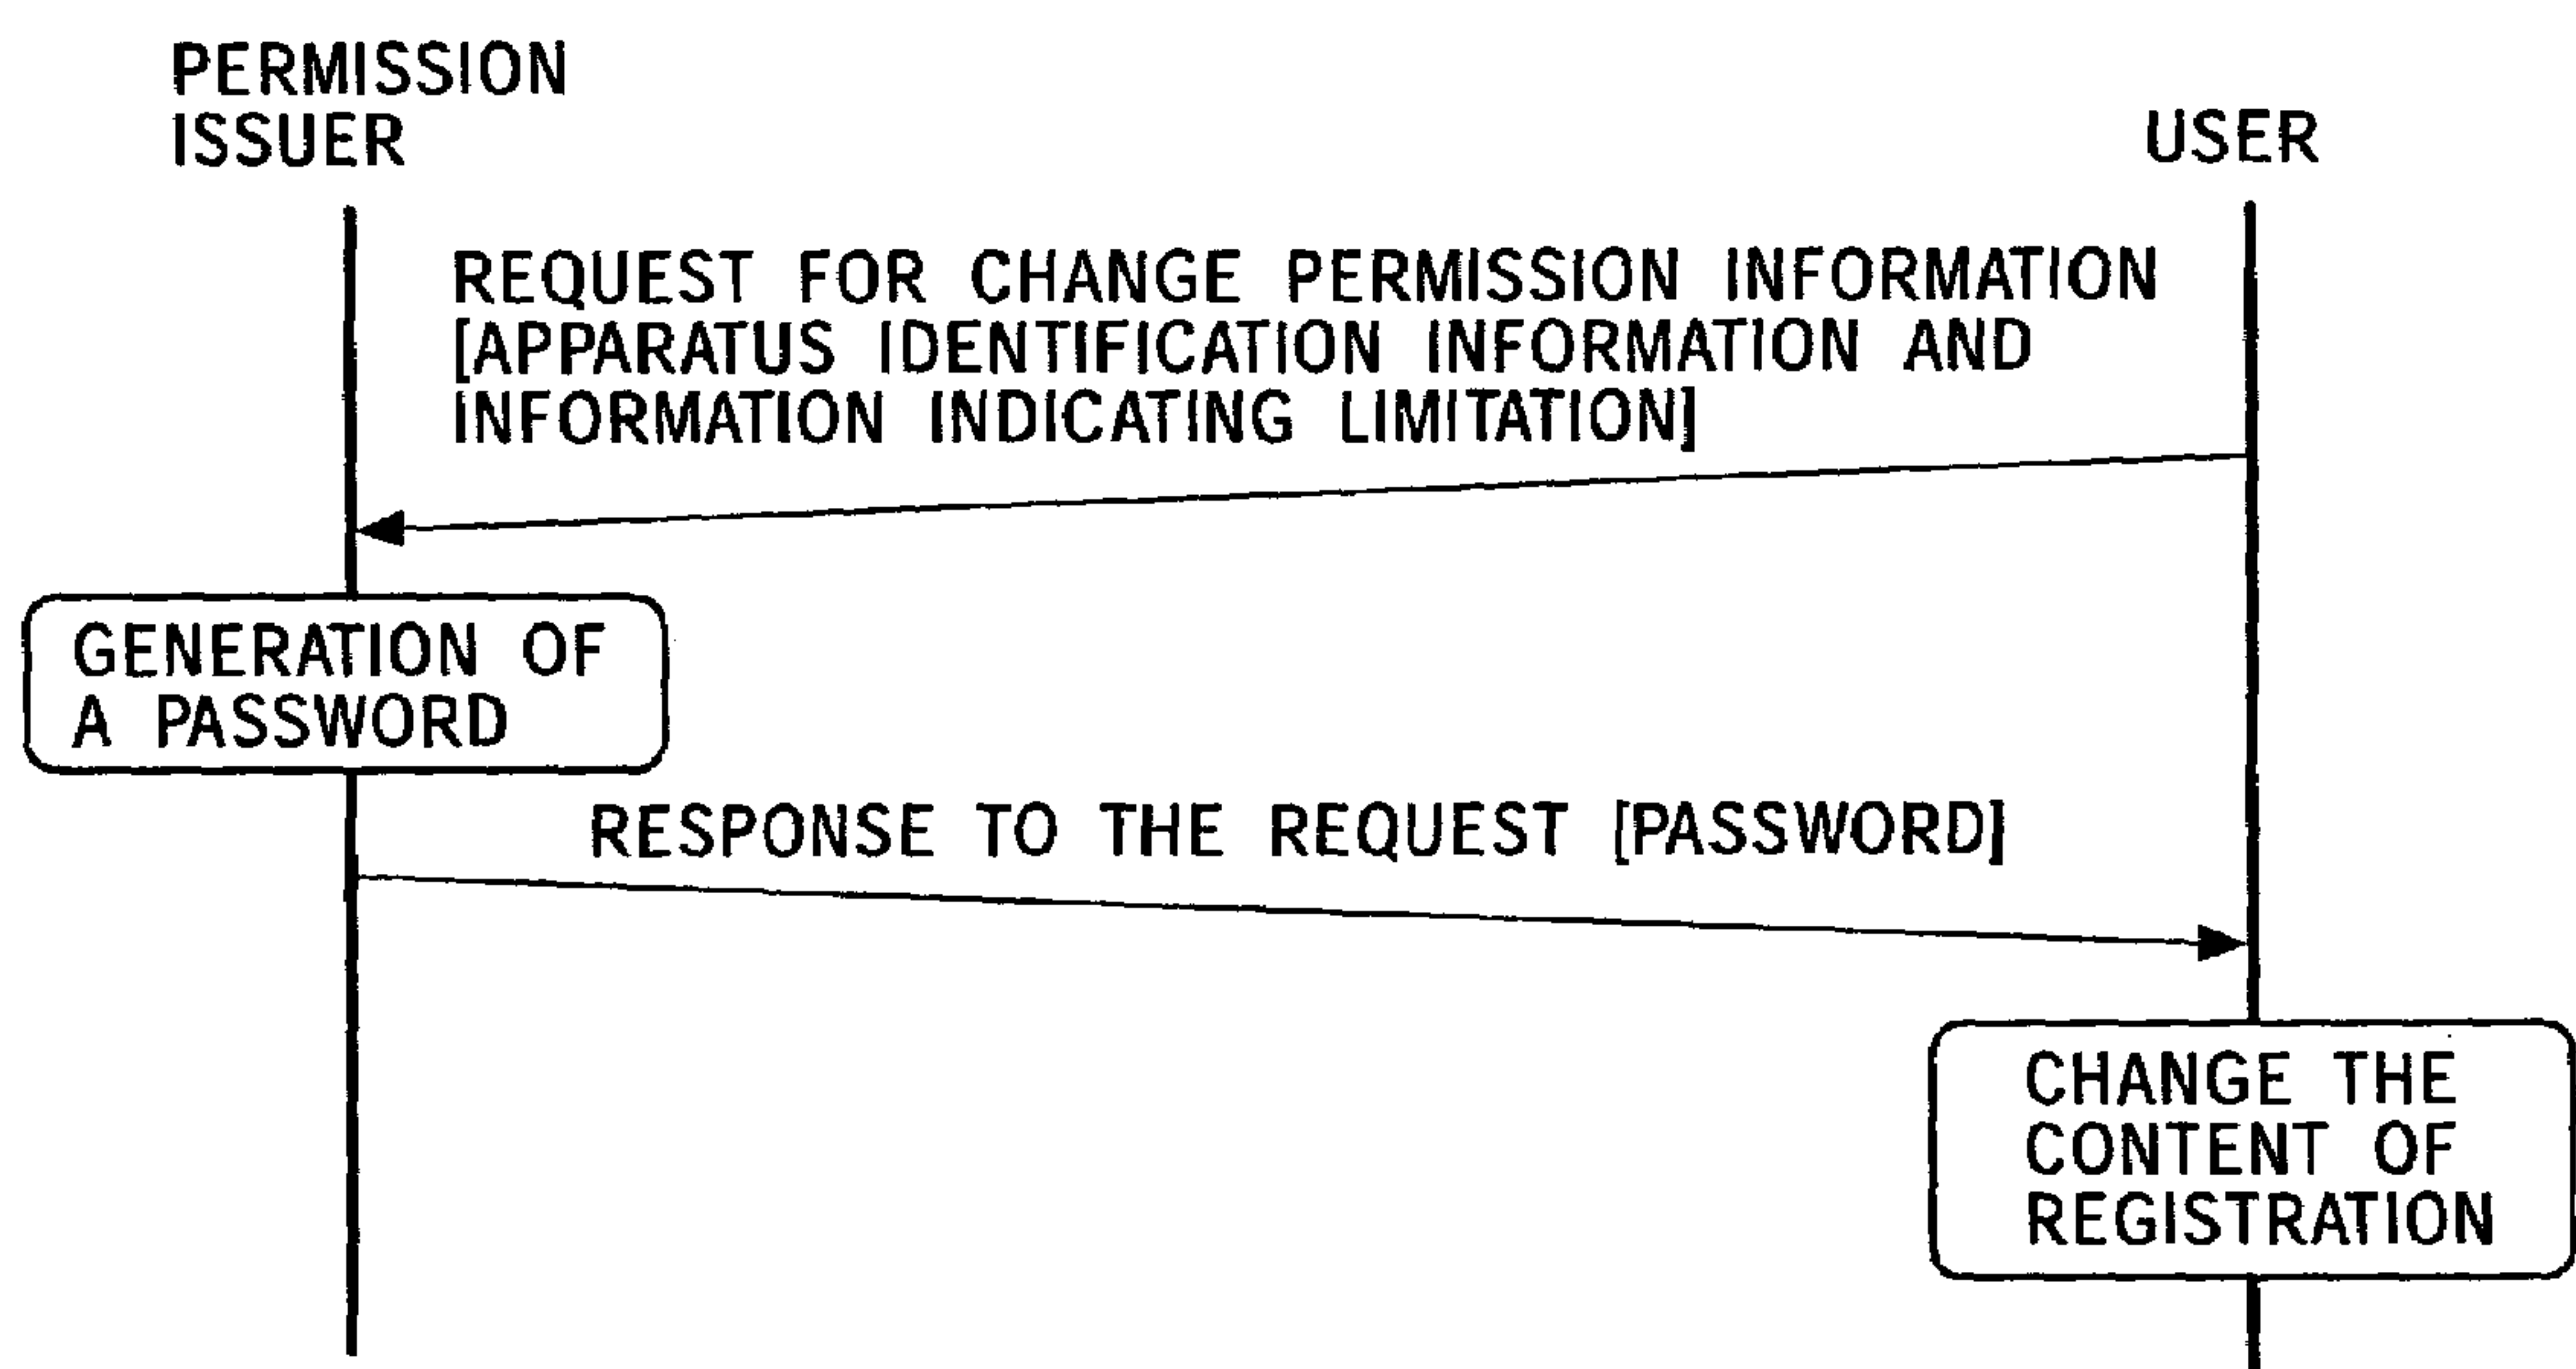 PERMISSION
ISSUER
USER
REQUEST FOR CHANGE PERMISSION INFORMATION
[APPARATUS IDENTIFICATION INFORMATION AND
INFORMATION INDICATING LIMITATION]
GENERATION OF
A PASSWORD
RESPONSE TO THE REQUEST [PASSWORD]
CHANGE THE
CONTENT OF
REGISTRATION